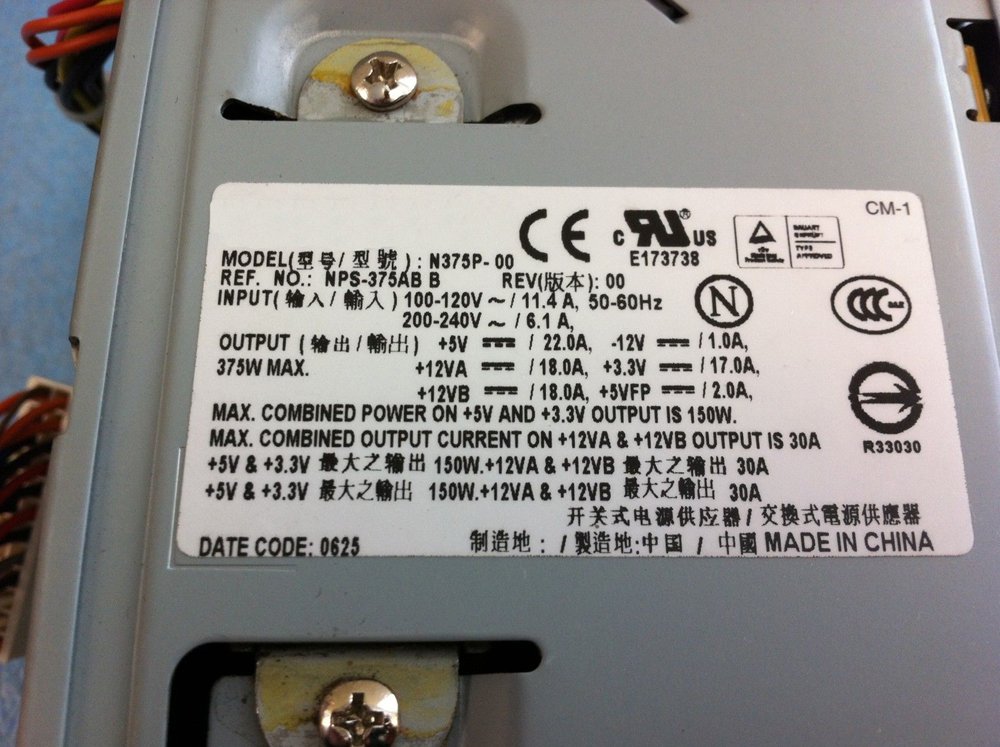 CM-1
CE
c RU ® US
E173738
TYPE
APPROVED
MODEL(型号/型號): N375P-00
REF. NO.: NPS-375AB B REV(版本): 00
INPUT(输入/輸入) 100-120V ~ / 11.4 A, 50-60Hz
200-240V ~ / 6.1 A,
N
CCC
OUTPUT (输出/輸出) +5V ⎓ / 22.0A, -12V ⎓ / 1.0A,
375W MAX. +12VA ⎓ / 18.0A, +3.3V ⎓ / 17.0A,
+12VB ⎓ / 18.0A, +5VFP ⎓ / 2.0A,
MAX. COMBINED POWER ON +5V AND +3.3V OUTPUT IS 150W.
MAX. COMBINED OUTPUT CURRENT ON +12VA & +12VB OUTPUT IS 30A
R33030
+5V & +3.3V 最大之输出 150W.+12VA & +12VB 最大之输出 30A
+5V & +3.3V 最大之輸出 150W.+12VA & +12VB 最大之輸出 30A
开关式电源供应器/交換式電源供應器
DATE CODE: 0625 制造地: / 製造地:中国 / 中國 MADE IN CHINA